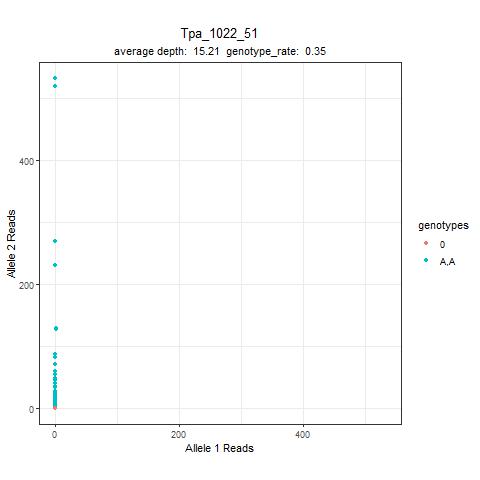 Tpa_1022_51
average depth: 15.21 genotype_rate: 0.35
Allele 2 Reads
400
200
0
0
200
400
Allele 1 Reads
genotypes
0
A,A